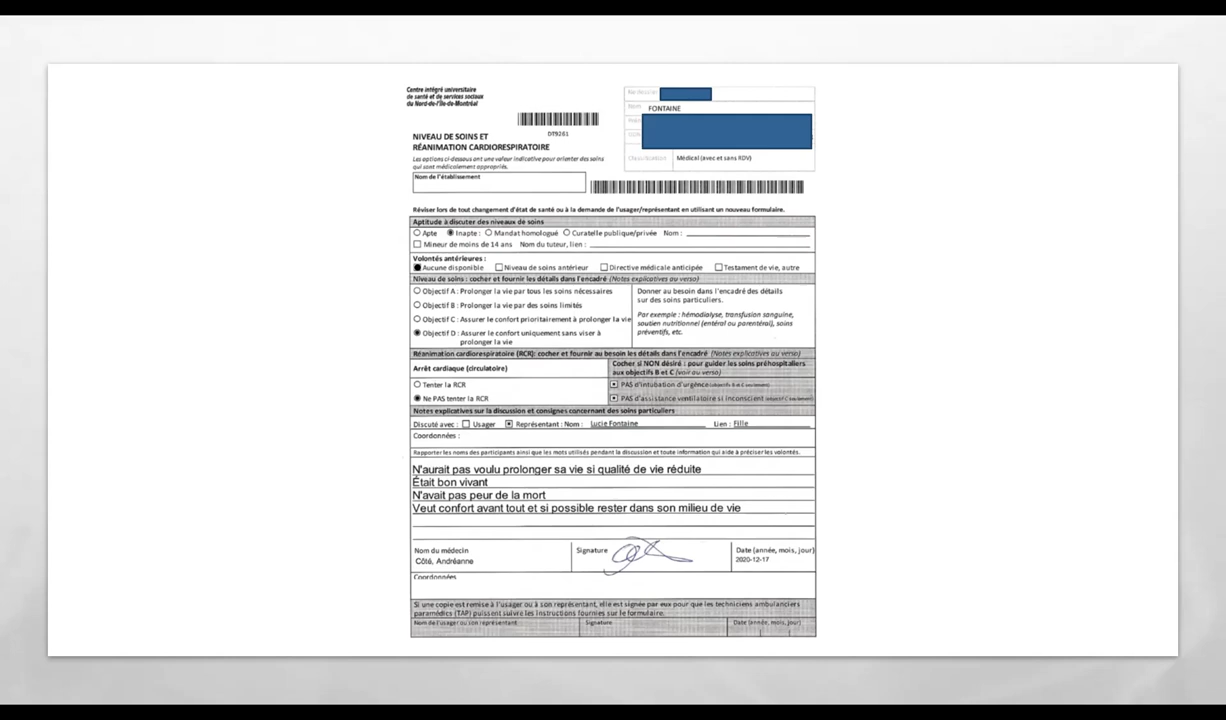 Centre intégré universitaire
de santé et de services sociaux
du Nord-de-l'Île-de-Montréal
DT9261
NIVEAU DE SOINS ET
RÉANIMATION CARDIORESPIRATOIRE
Les options ci-dessous ont une valeur indicative pour orienter des soins
qui sont médicalement appropriés.
Nom de l'établissement
Nom FONTAINE
Médical (avec et sans RDV)
Réviser lors de tout changement d'état de santé ou à la demande de l'usager/représentant en utilisant un nouveau formulaire.
Aptitude à discuter des niveaux de soins
Apte Inapte : Mandat homologué Curatelle publique/privée Nom :
Mineur de moins de 14 ans Nom du tuteur, lien :
Volontés antérieures :
Aucune disponible Niveau de soins antérieur Directive médicale anticipée Testament de vie, autre
Niveau de soins : cocher et fournir les détails dans l'encadré (Notes explicatives au verso)
Objectif A : Prolonger la vie par tous les soins nécessaires
Objectif B : Prolonger la vie par des soins limités
Objectif C : Assurer le confort prioritairement à prolonger la vie
Objectif D : Assurer le confort uniquement sans viser à
prolonger la vie
Donner au besoin dans l'encadré des détails
sur des soins particuliers.
Par exemple : hémodialyse, transfusion sanguine,
soutien nutritionnel (entéral ou parentéral), soins
préventifs, etc.
Réanimation cardiorespiratoire (RCR): cocher et fournir au besoin les détails dans l'encadré (Notes explicatives au verso)
Arrêt cardiaque (circulatoire)
Tenter la RCR
Ne PAS tenter la RCR
Cocher si NON désiré : pour guider les soins préhospitaliers
aux objectifs B et C (voir au verso)
PAS d'intubation d'urgence (objectifs B et C seulement)
PAS d'assistance ventilatoire si inconscient (objectif C seulement)
Notes explicatives sur la discussion et consignes concernant des soins particuliers
Discuté avec : Usager Représentant : Nom : Lucie Fontaine Lien : Fille
Coordonnées :
Rapporter les noms des participants ainsi que les mots utilisés pendant la discussion et toute information qui aide à préciser les volontés.
N'aurait pas voulu prolonger sa vie si qualité de vie réduite
Était bon vivant
N'avait pas peur de la mort
Veut confort avant tout et si possible rester dans son milieu de vie
Nom du médecin
Côté, Andréanne
Signature
Date (année, mois, jour)
2020-12-17
Coordonnées
Si une copie est remise à l'usager ou à son représentant, elle est signée par eux pour que les techniciens ambulanciers
paramédics (TAP) puissent suivre les instructions fournies sur le formulaire.
Nom de l'usager ou son représentant Signature Date (année, mois, jour)